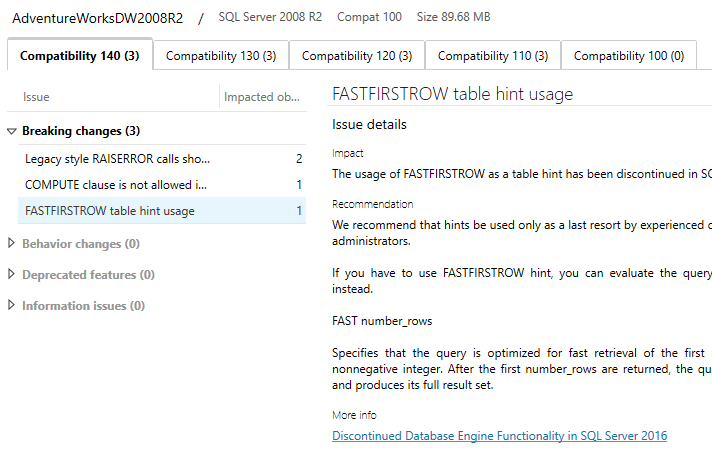 AdventureWorksDW2008R2 / SQL Server 2008 R2 Compat 100 Size 89.68 MB
Compatibility 140 (3) Compatibility 130 (3) Compatibility 120 (3) Compatibility 110 (3) Compatibility 100 (0)
Issue Impacted ob...
Breaking changes (3)
Legacy style RAISERROR calls sho... 2
COMPUTE clause is not allowed i... 1
FASTFIRSTROW table hint usage 1
Behavior changes (0)
Deprecated features (0)
Information issues (0)
FASTFIRSTROW table hint usage
Issue details
Impact
The usage of FASTFIRSTROW as a table hint has been discontinued in
Recommendation
We recommend that hints be used only as a last resort by experienced
administrators.
If you have to use FASTFIRSTROW hint, you can evaluate the query
instead.
FAST number_rows
Specifies that the query is optimized for fast retrieval of the first
nonnegative integer. After the first number_rows are returned, the
and produces its full result set.
More info
Discontinued Database Engine Functionality in SQL Server 2016